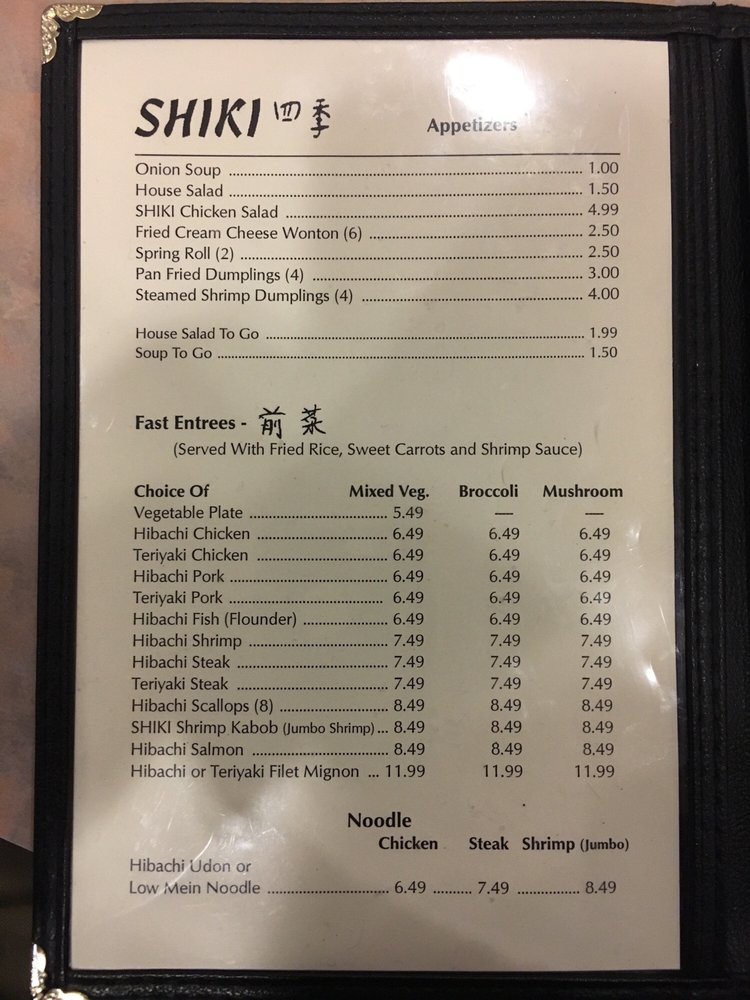 SHIKI 四季 Appetizers
Onion Soup 1.00
House Salad 1.50
SHIKI Chicken Salad 4.99
Fried Cream Cheese Wonton (6) 2.50
Spring Roll (2) 2.50
Pan Fried Dumplings (4) 3.00
Steamed Shrimp Dumplings (4) 4.00
House Salad To Go 1.99
Soup To Go 1.50
Fast Entrees - 前菜
(Served With Fried Rice, Sweet Carrots and Shrimp Sauce)
Choice Of Mixed Veg. Broccoli Mushroom
Vegetable Plate 5.49 — —
Hibachi Chicken 6.49 6.49 6.49
Teriyaki Chicken 6.49 6.49 6.49
Hibachi Pork 6.49 6.49 6.49
Teriyaki Pork 6.49 6.49 6.49
Hibachi Fish (Flounder) 6.49 6.49 6.49
Hibachi Shrimp 7.49 7.49 7.49
Hibachi Steak 7.49 7.49 7.49
Teriyaki Steak 7.49 7.49 7.49
Hibachi Scallops (8) 8.49 8.49 8.49
SHIKI Shrimp Kabob (Jumbo Shrimp) 8.49 8.49 8.49
Hibachi Salmon 8.49 8.49 8.49
Hibachi or Teriyaki Filet Mignon 11.99 11.99 11.99
Noodle
Chicken Steak Shrimp (Jumbo)
Hibachi Udon or
Low Mein Noodle 6.49 7.49 8.49